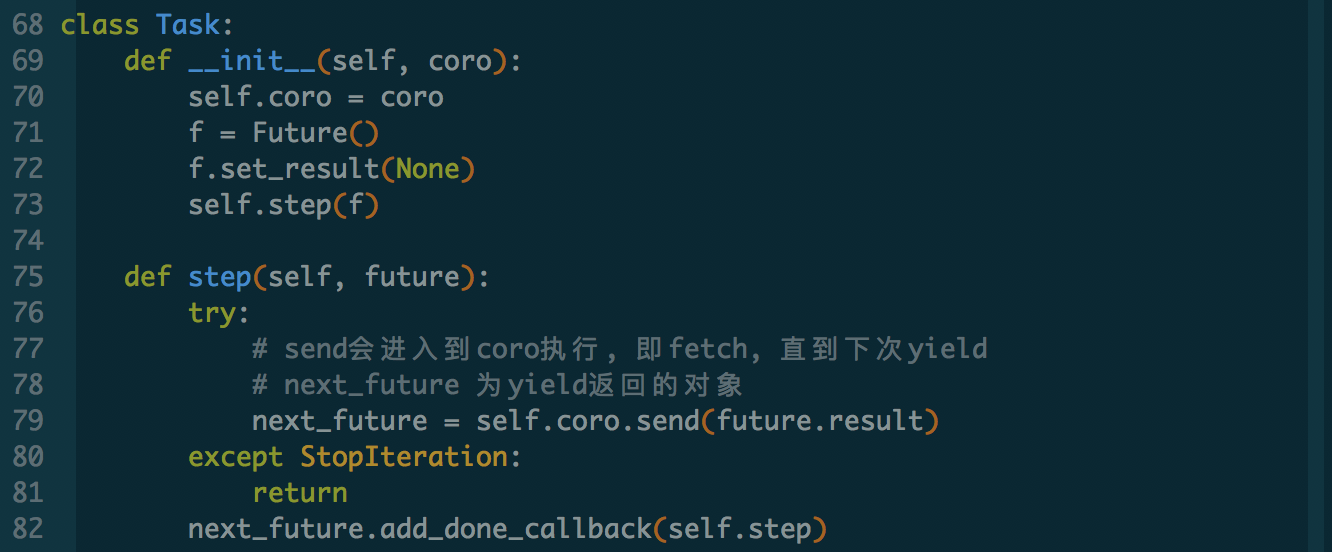 68 class Task:
69     def __init__(self, coro):
70         self.coro = coro
71         f = Future()
72         f.set_result(None)
73         self.step(f)
74
75     def step(self, future):
76         try:
77             # send会进入到coro执行, 即fetch, 直到下次yield
78             # next_future 为yield返回的对象
79             next_future = self.coro.send(future.result)
80         except StopIteration:
81             return
82         next_future.add_done_callback(self.step)